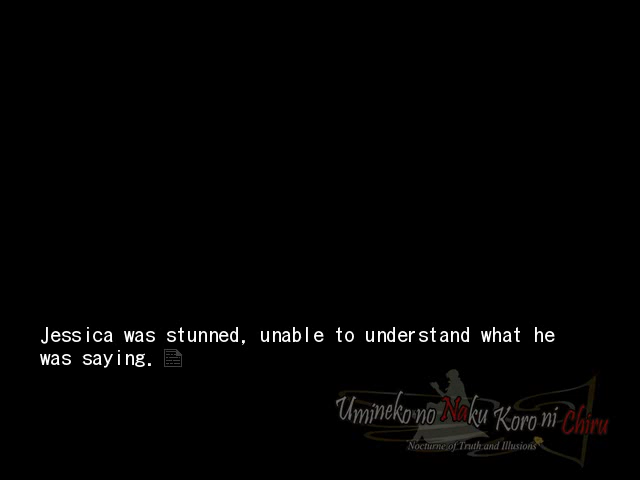 Jessica was stunned, unable to understand what he
was saying.
Umineko no Naku Koro ni Chiru
Nocturne of Truth and Illusions